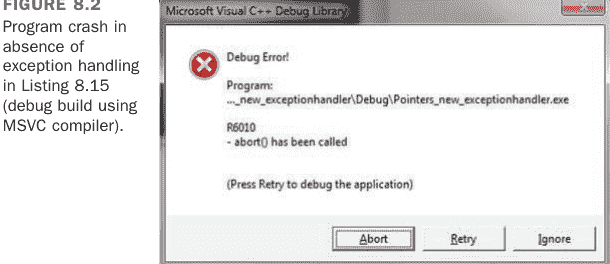 FIGURE 8.2
Program crash in
absence of
exception handling
in Listing 8.15
(debug build using
MSVC compiler).
Microsoft Visual C++ Debug Library
Debug Error!
Program:
..._new_exceptionhandler\Debug\Pointers_new_exceptionhandler.exe
R6010
- abort() has been called
(Press Retry to debug the application)
Abort
Retry
Ignore